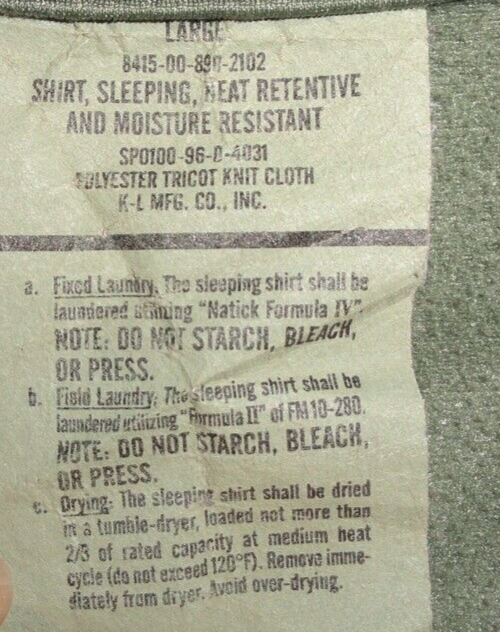 LARGE
8415-00-890-2102
SHIRT, SLEEPING, HEAT RETENTIVE
AND MOISTURE RESISTANT
SP0100-96-D-4031
POLYESTER TRICOT KNIT CLOTH
K-L MFG. CO., INC.
a. Fixed Laundry. The sleeping shirt shall be
laundered utilizing "Natick Formula IV".
NOTE: DO NOT STARCH, BLEACH,
OR PRESS.
b. Field Laundry: The sleeping shirt shall be
laundered utilizing "Formula II" of FM10-280.
NOTE: DO NOT STARCH, BLEACH,
OR PRESS.
c. Drying: The sleeping shirt shall be dried
in a tumble-dryer, loaded not more than
2/3 of rated capacity at medium heat
cycle (do not exceed 120°F). Remove imme-
diately from dryer. Avoid over-drying.